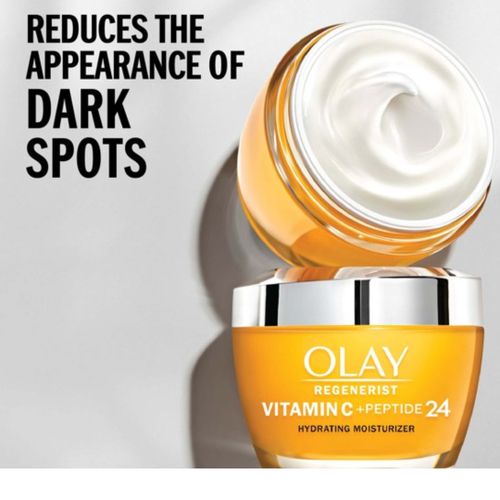 REDUCES THE
APPEARANCE OF
DARK
SPOTS
OLAY
REGENERIST
VITAMIN C +PEPTIDE 24
HYDRATING MOISTURIZER